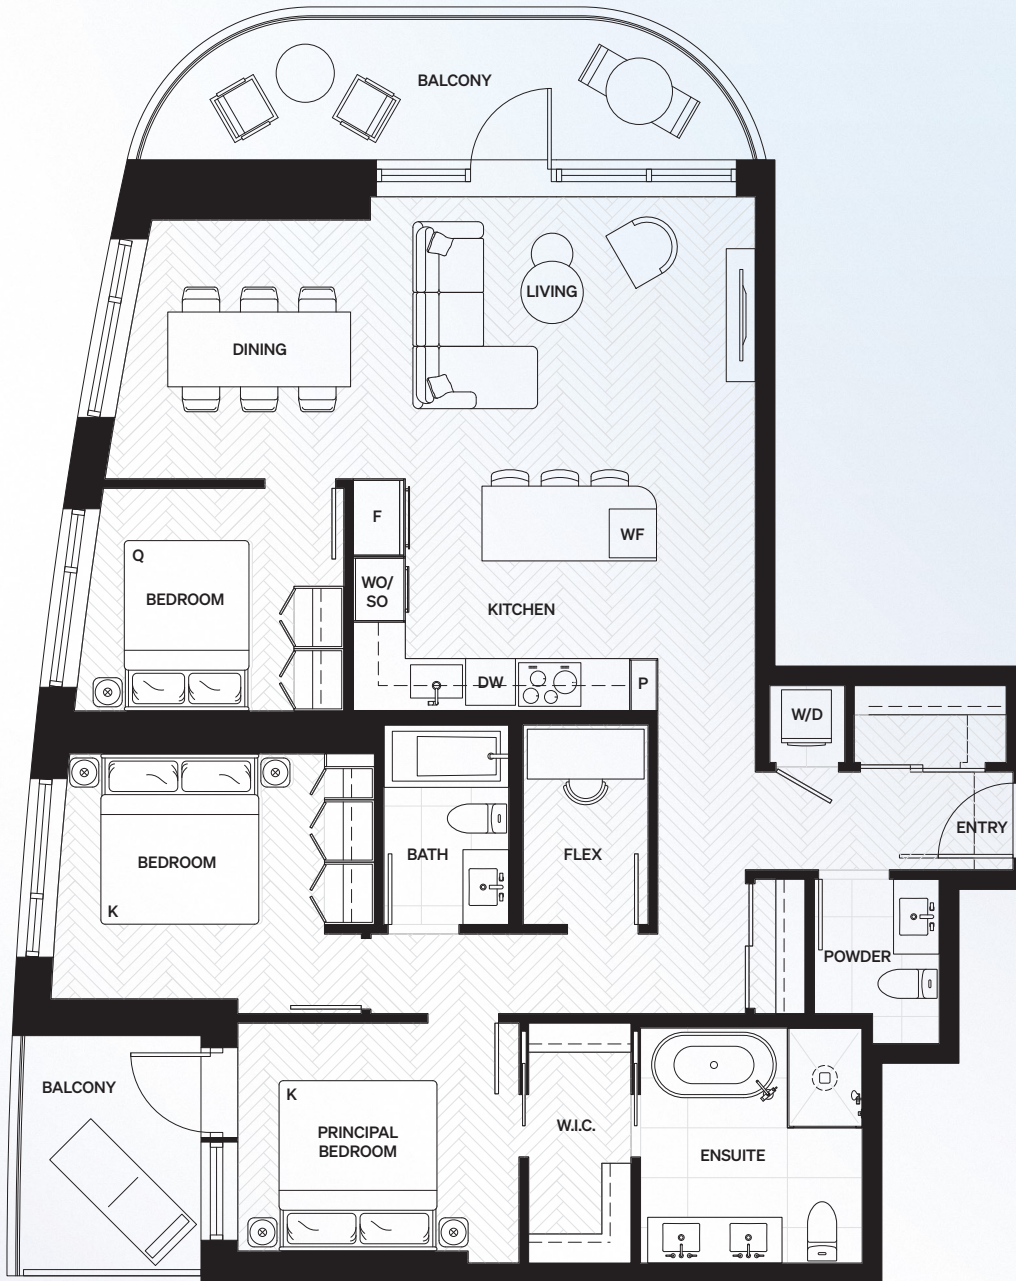 BALCONY
LIVING
DINING
F
WF
Q
WO/
SO
BEDROOM
KITCHEN
DW
P
W/D
ENTRY
BEDROOM
BATH
FLEX
K
POWDER
BALCONY
K
PRINCIPAL
BEDROOM
W.I.C.
ENSUITE